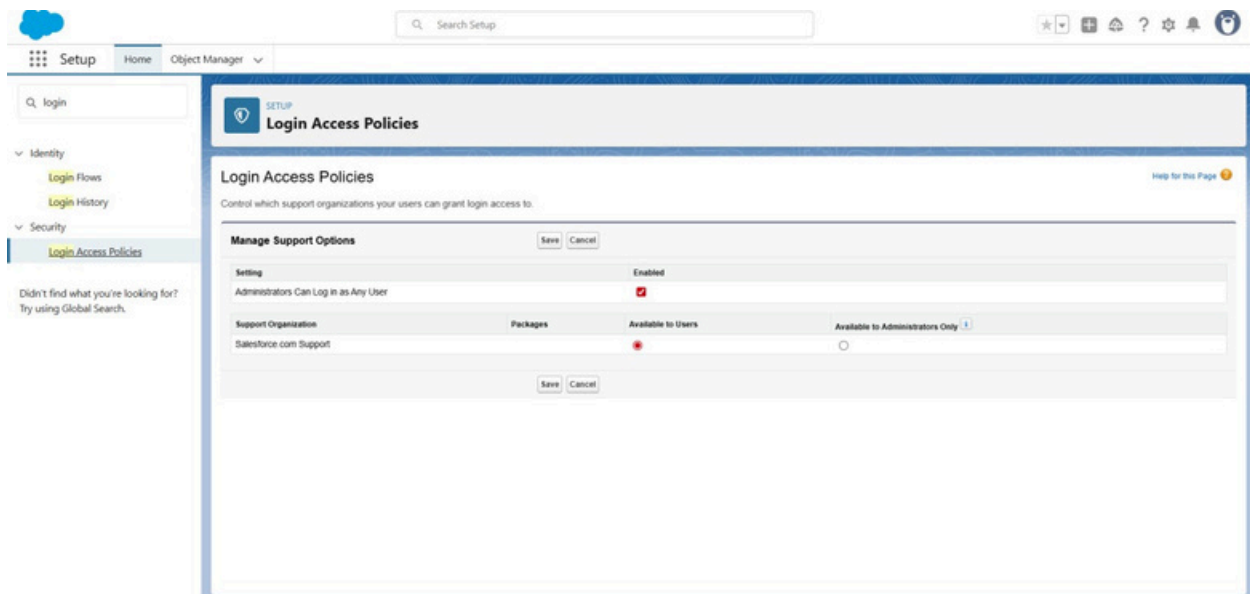 Search Setup
Setup Home Object Manager
login
Identity
Login Flows
Login History
Security
Login Access Policies
Didn't find what you're looking for?
Try using Global Search.
SETUP
Login Access Policies
Login Access Policies
Help for this Page
Control which support organizations your users can grant login access to.
Manage Support Options Save Cancel
Setting Enabled
Administrators Can Log in as Any User
Support Organization Packages Available to Users Available to Administrators Only i
Salesforce.com Support
Save Cancel